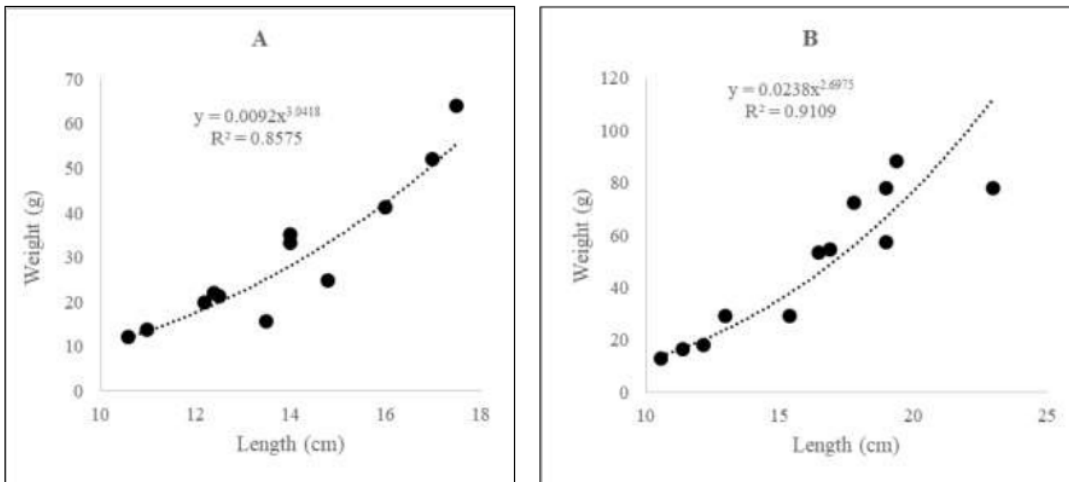 A
y = 0.0092x^3.0418
R² = 0.8575
70
60
50
40
30
20
10
0
Weight (g)
10 12 14 16 18
Length (cm)
B
y = 0.0238x^2.6975
R² = 0.9109
120
100
80
60
40
20
0
Weight (g)
10 15 20 25
Length (cm)